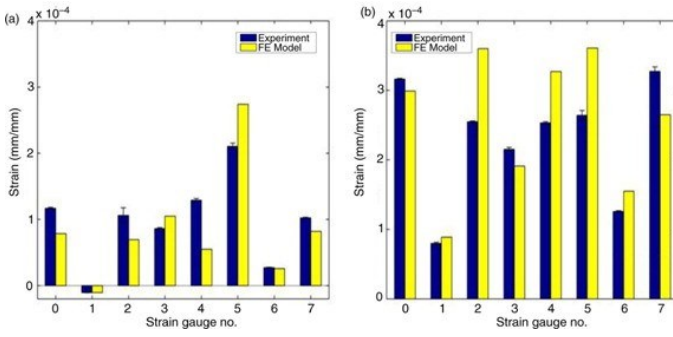 (a)
4 x 10⁻⁴
Experiment
FE Model
3
2
1
0
Strain (mm/mm)
0 1 2 3 4 5 6 7
Strain gauge no.
(b)
4 x 10⁻⁴
Experiment
FE Model
3
2
1
0
Strain (mm/mm)
0 1 2 3 4 5 6 7
Strain gauge no.